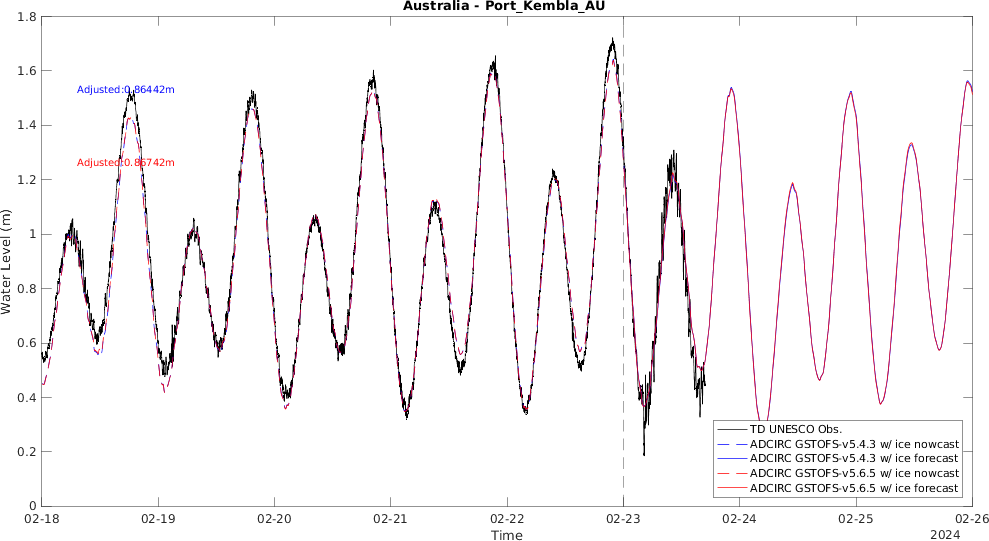 Australia - Port_Kembla_AU
1.8
1.6
1.4
1.2
1
0.8
0.6
0.4
0.2
0
Water Level (m)
Adjusted:0.86442m
Adjusted:0.86742m
TD UNESCO Obs.
ADCIRC GSTOFS-v5.4.3 w/ ice nowcast
ADCIRC GSTOFS-v5.4.3 w/ ice forecast
ADCIRC GSTOFS-v5.6.5 w/ ice nowcast
ADCIRC GSTOFS-v5.6.5 w/ ice forecast
02-18 02-19 02-20 02-21 02-22 02-23 02-24 02-25 02-26
Time
2024